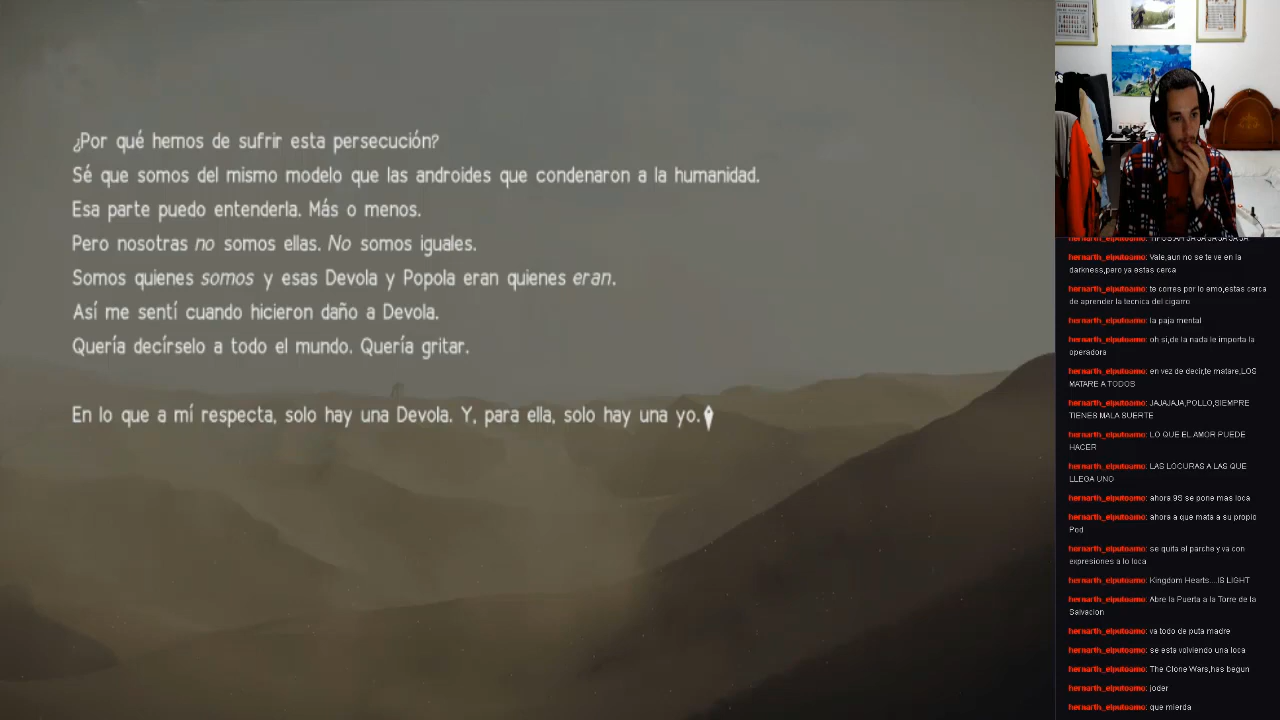 ¿Por qué hemos de sufrir esta persecución?
Sé que somos del mismo modelo que las androides que condenaron a la humanidad.
Esa parte puedo entenderla. Más o menos.
Pero nosotras no somos ellas. No somos iguales.
Somos quienes somos y esas Devola y Popola eran quienes eran.
Así me sentí cuando hicieron daño a Devola.
Quería decírselo a todo el mundo. Quería gritar.
En lo que a mí respecta, solo hay una Devola. Y, para ella, solo hay una yo.
hernarth_elputoamo: Vale,aun no se te ve en la
darkness,pero ya estas cerca
hernarth_elputoamo: te corres por lo emo,estas cerca
de aprender la tecnica del cigarro
hernarth_elputoamo: la paja mental
hernarth_elputoamo: oh si,de la nada le importa la
operadora
hernarth_elputoamo: en vez de decir,te matare,LOS
MATARE A TODOS
hernarth_elputoamo: JAJAJAJA,POLLO,SIEMPRE
TIENES MALA SUERTE
hernarth_elputoamo: LO QUE EL AMOR PUEDE
HACER
hernarth_elputoamo: LAS LOCURAS A LAS QUE
LLEGA UNO
hernarth_elputoamo: ahora 9S se pone mas loca
hernarth_elputoamo: ahora a que mata a su propio
Pod
hernarth_elputoamo: se quita el parche y va con
expresiones a lo loca
hernarth_elputoamo: Kingdom Hearts....IS LIGHT
hernarth_elputoamo: Abre la Puerta a la Torre de la
Salvacion
hernarth_elputoamo: va todo de puta madre
hernarth_elputoamo: se esta volviendo una loca
hernarth_elputoamo: The Clone Wars,has begun
hernarth_elputoamo: joder
hernarth_elputoamo: que mierda